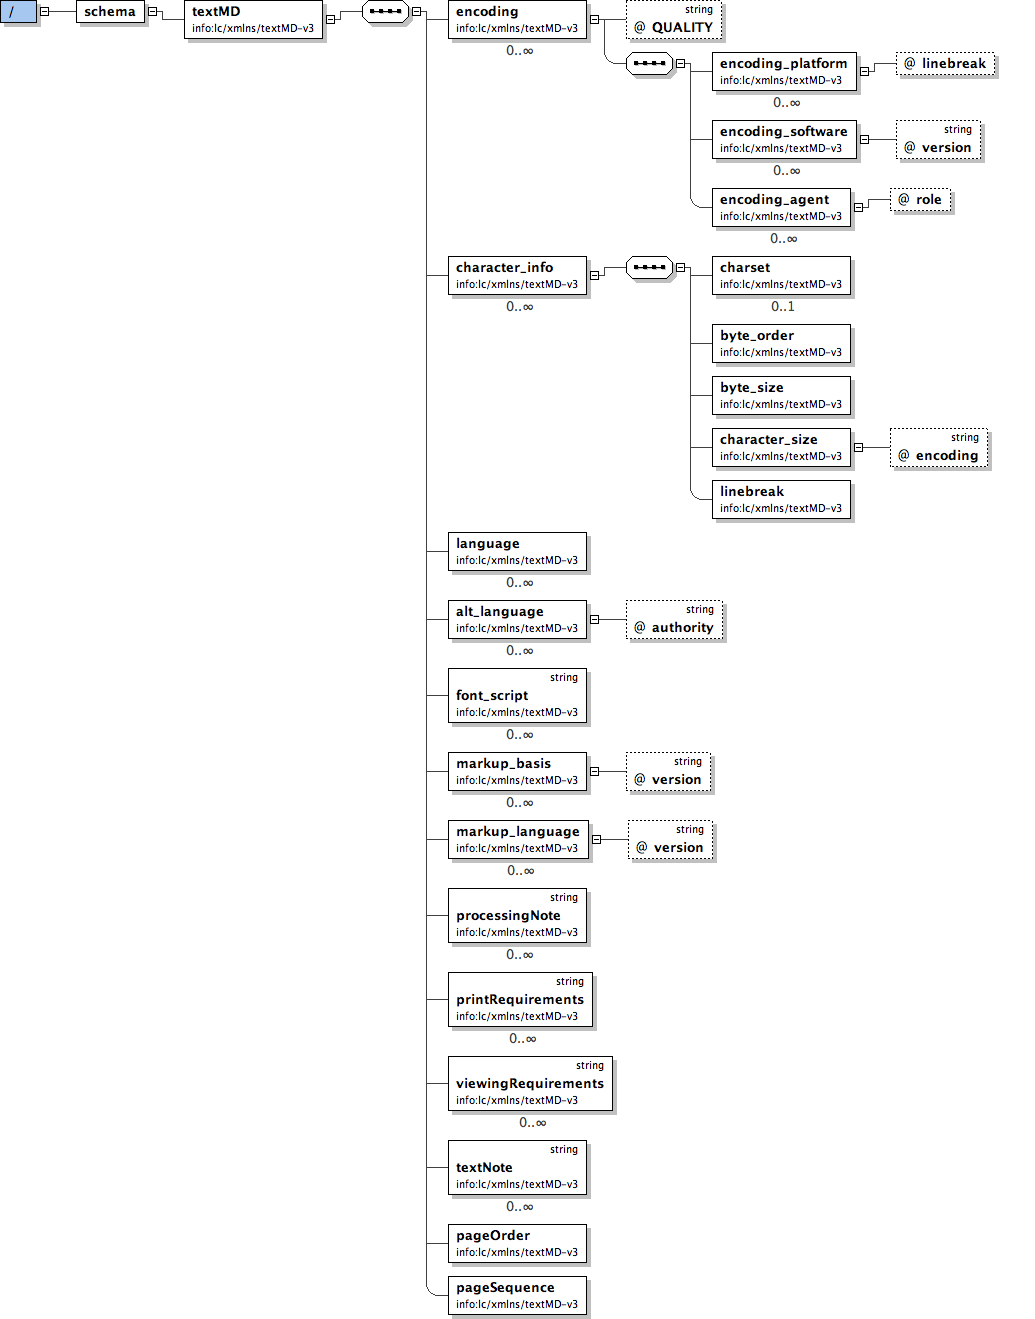 /
schema
textMD
info:lc/xmlns/textMD-v3
encoding
info:lc/xmlns/textMD-v3
0..∞
string
@ QUALITY
encoding_platform
info:lc/xmlns/textMD-v3
0..∞
@ linebreak
encoding_software
info:lc/xmlns/textMD-v3
0..∞
string
@ version
encoding_agent
info:lc/xmlns/textMD-v3
0..∞
@ role
character_info
info:lc/xmlns/textMD-v3
0..∞
charset
info:lc/xmlns/textMD-v3
0..1
byte_order
info:lc/xmlns/textMD-v3
byte_size
info:lc/xmlns/textMD-v3
character_size
info:lc/xmlns/textMD-v3
string
@ encoding
linebreak
info:lc/xmlns/textMD-v3
language
info:lc/xmlns/textMD-v3
0..∞
alt_language
info:lc/xmlns/textMD-v3
0..∞
string
@ authority
string
font_script
info:lc/xmlns/textMD-v3
0..∞
markup_basis
info:lc/xmlns/textMD-v3
0..∞
string
@ version
markup_language
info:lc/xmlns/textMD-v3
0..∞
string
@ version
string
processingNote
info:lc/xmlns/textMD-v3
0..∞
string
printRequirements
info:lc/xmlns/textMD-v3
0..∞
string
viewingRequirements
info:lc/xmlns/textMD-v3
0..∞
string
textNote
info:lc/xmlns/textMD-v3
0..∞
pageOrder
info:lc/xmlns/textMD-v3
pageSequence
info:lc/xmlns/textMD-v3